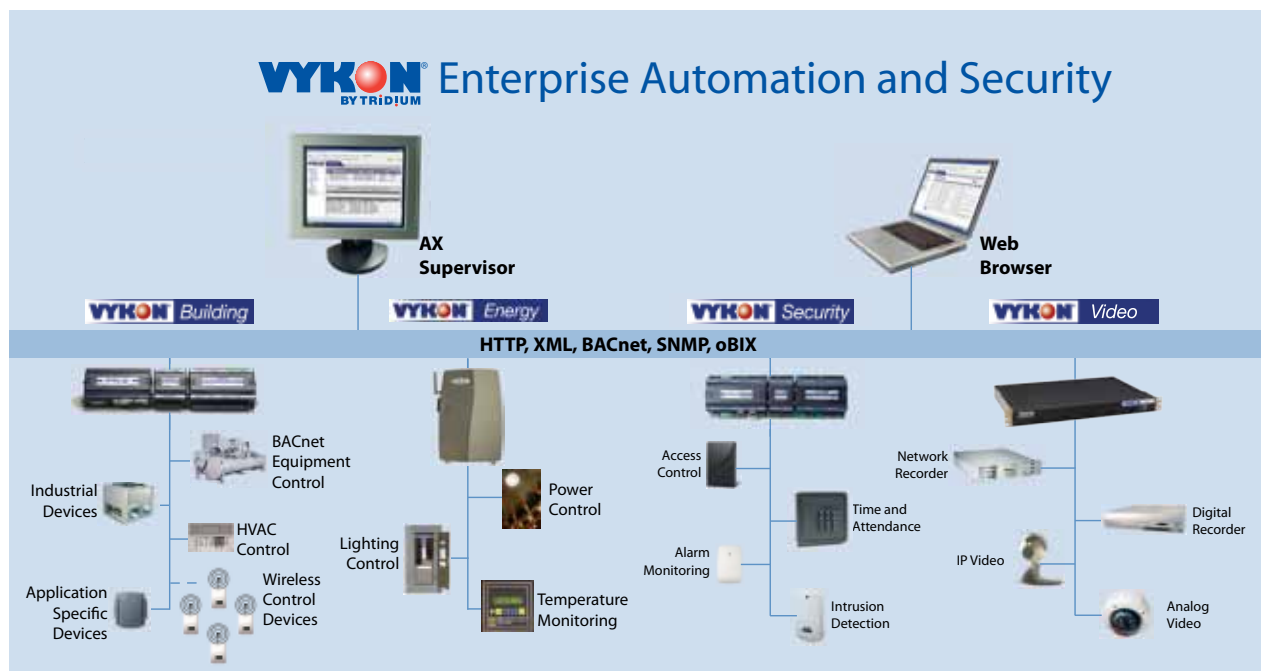 VYKON® Enterprise Automation and Security
BY TRiDiUM
AX
Supervisor
Web
Browser
VYKON Building
VYKON Energy
VYKON Security
VYKON Video
HTTP, XML, BACnet, SNMP, oBIX
BACnet
Equipment
Control
Industrial
Devices
HVAC
Control
Application
Specific
Devices
Wireless
Control
Devices
Power
Control
Lighting
Control
Temperature
Monitoring
Access
Control
Time and
Attendance
Alarm
Monitoring
Intrusion
Detection
Network
Recorder
Digital
Recorder
IP Video
Analog
Video